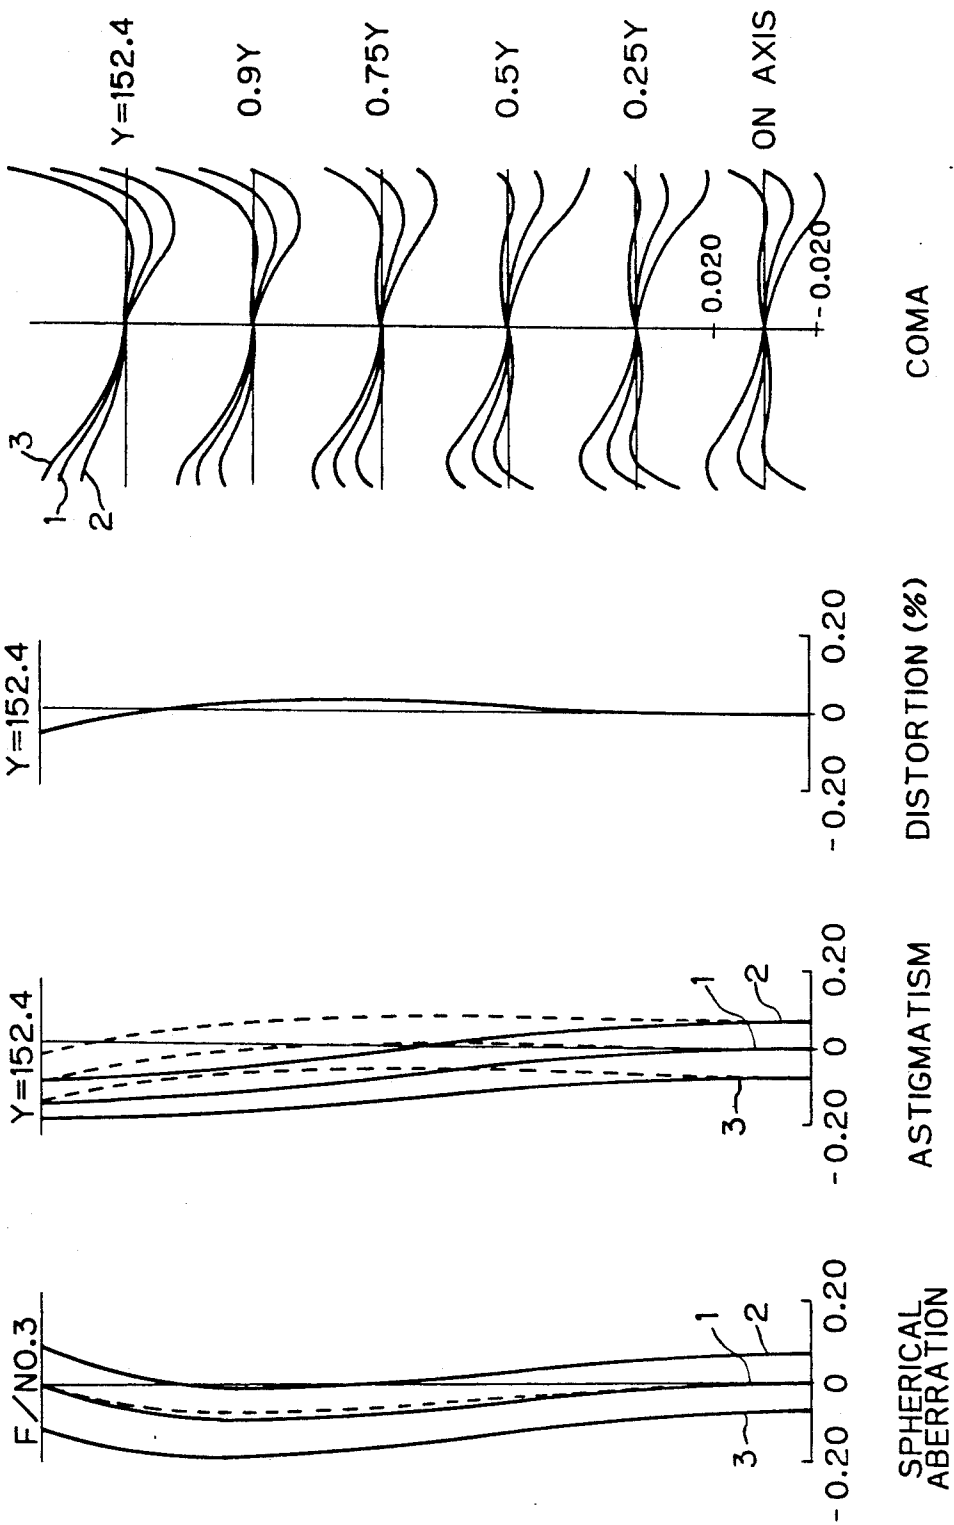 F/NO.3
1
2
3
-0.20
0
0.20
SPHERICAL
ABERRATION
Y=152.4
1
2
3
-0.20
0
0.20
ASTIGMATISM
Y=152.4
-0.20
0
0.20
DISTORTION (%)
1
2
3
Y=152.4
0.9Y
0.75Y
0.5Y
0.25Y
0.020
ON AXIS
-0.020
COMA